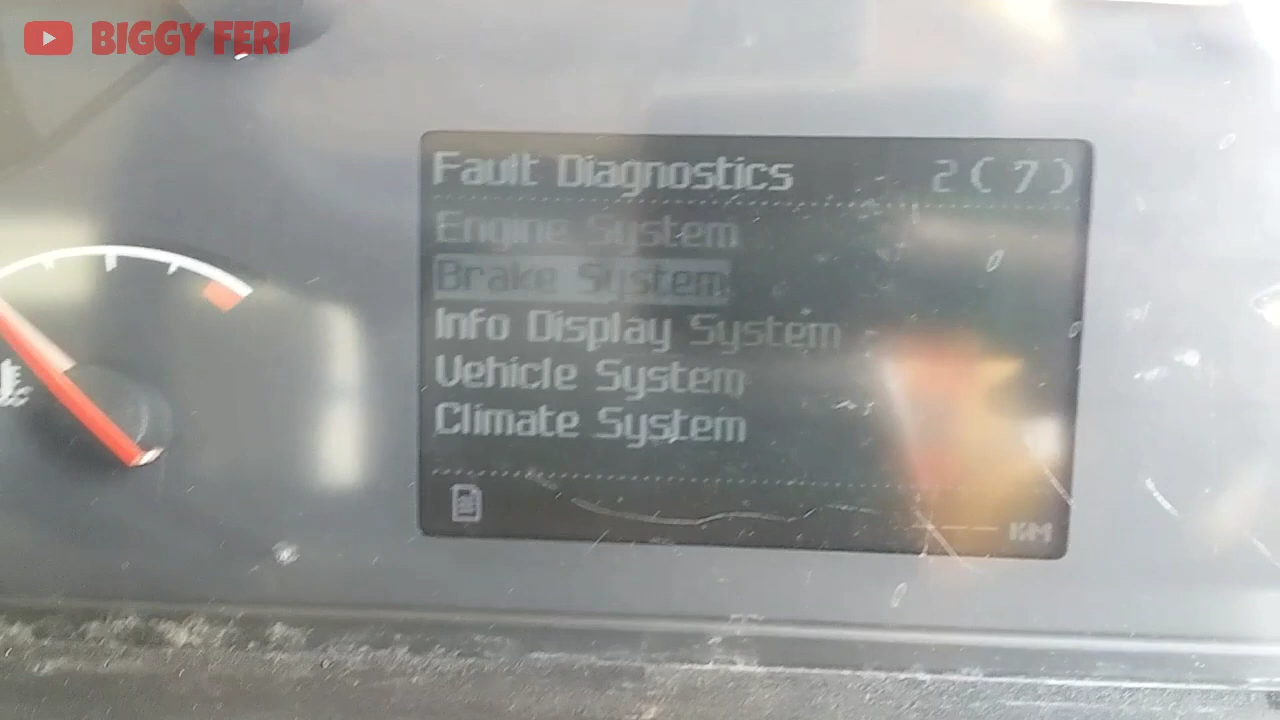 BIGGY FERI
Fault Diagnostics 2(7)
Engine System
Brake System
Info Display System
Vehicle System
Climate System
---- KM